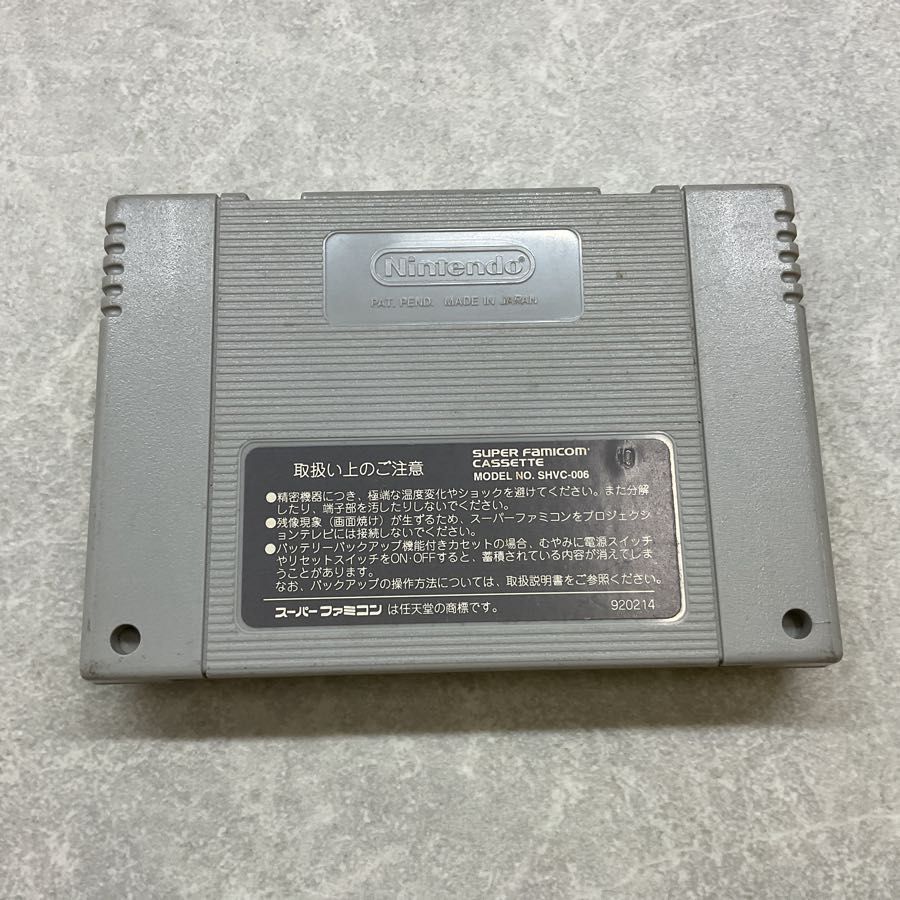 Nintendo®
PAT. PEND. MADE IN JAPAN
取扱い上のご注意
SUPER FAMICOM
CASSETTE
MODEL NO. SHVC-006
●精密機器につき、極端な温度変化やショックを避けてください。また分解
したり、端子部を汚したりしないでください。
●残像現象（画面焼け）が生ずるため、スーパーファミコンをプロジェクシ
ョンテレビには接続しないでください。
●バッテリーバックアップ機能付きカセットの場合、むやみに電源スイッチ
やリセットスイッチをON・OFFすると、蓄積されている内容が消えてしま
うことがあります。
なお、バックアップの操作方法については、取扱説明書をご参照ください。
スーパーファミコン は任天堂の商標です。
920214